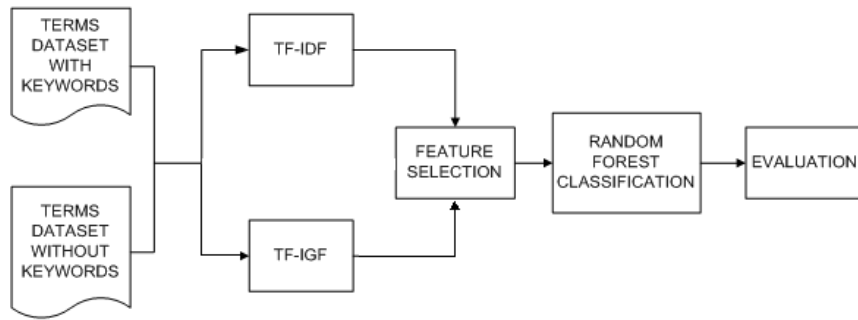 TERMS
DATASET
WITH
KEYWORDS
TERMS
DATASET
WITHOUT
KEYWORDS
TF-IDF
TF-IGF
FEATURE
SELECTION
RANDOM
FOREST
CLASSIFICATION
EVALUATION